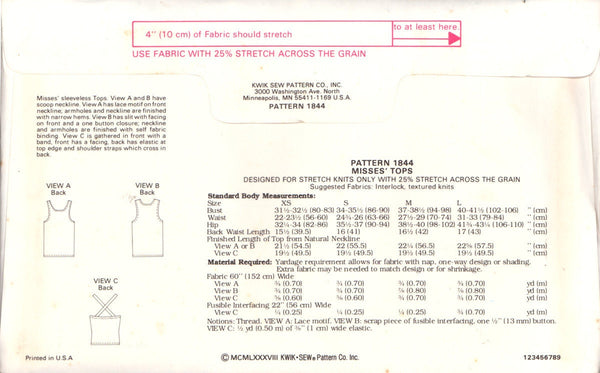 4" (10 cm) of Fabric should stretch
to at least here.
USE FABRIC WITH 25% STRETCH ACROSS THE GRAIN
KWIK SEW PATTERN CO., INC.
3000 Washington Ave. North
Minneapolis, MN 55411-1169 U.S.A
PATTERN 1844
Misses' sleeveless Tops. View A and B have
scoop neckline. View A has lace motif on front
neckline; armholes and neckline are finished
with narrow hems. View B has slit with facing
on front and a one button closure; neckline
and armholes are finished with self fabric
binding. View C is gathered in front with a
band, front has a facing, back has elastic at
top edge and shoulder straps which cross in
back.
VIEW A
Back
VIEW B
Back
VIEW C
Back
PATTERN 1844
MISSES' TOPS
DESIGNED FOR STRETCH KNITS ONLY WITH 25% STRETCH ACROSS THE GRAIN
Suggested Fabrics: Interlock, textured knits
Standard Body Measurements:
Size XS S M L
Bust 31½-32½ (80-83) 34-35½ (86-90) 37-38½ (94-98) 40-41½ (102-106) " (cm)
Waist 22-23½ (56-60) 24¾-26 (63-66) 27½-29 (70-74) 31-33 (79-84) " (cm)
Hip 32¼-34 (82-86) 35½-37 (90-94) 38½-40 (98-102) 41¾-43¼ (106-110) " (cm)
Back Waist Length 15½ (39.5) 16 (41) 16½ (42) 17 (43) " (cm)
Finished Length of Top from Natural Neckline
View A or B 21½ (54.5) 22 (55.5) 22¼ (56.5) 22⅝ (57.5) " (cm)
View C 19½ (49.5) 19½ (49.5) 19½ (49.5) 19½ (49.5) " (cm)
Material Required: Yardage requirement allows for fabric with nap, one-way design or shading.
Extra fabric may be needed to match design or for shrinkage.
Fabric 60" (152 cm) Wide
View A ¾ (0.70) ¾ (0.70) ¾ (0.70) ¾ (0.70) yd (m)
View B ¾ (0.70) ¾ (0.70) ⅞ (0.80) ⅞ (0.80) yd (m)
View C ⅝ (0.60) ⅝ (0.60) ¾ (0.70) ¾ (0.70) yd (m)
Fusible Interfacing 22" (56 cm) Wide
View C ¼ (0.25) ¼ (0.25) ¼ (0.25) ¼ (0.25) yd (m)
Notions: Thread, VIEW A: Lace motif, VIEW B: scrap piece of fusible interfacing, one ½" (13 mm) button.
VIEW C: ½ yd (0.50 m) of ⅜" (1 cm) wide elastic.
Printed in U.S.A
© MCMLXXXVIII KWIK•SEW® Pattern Co. Inc.
123456789